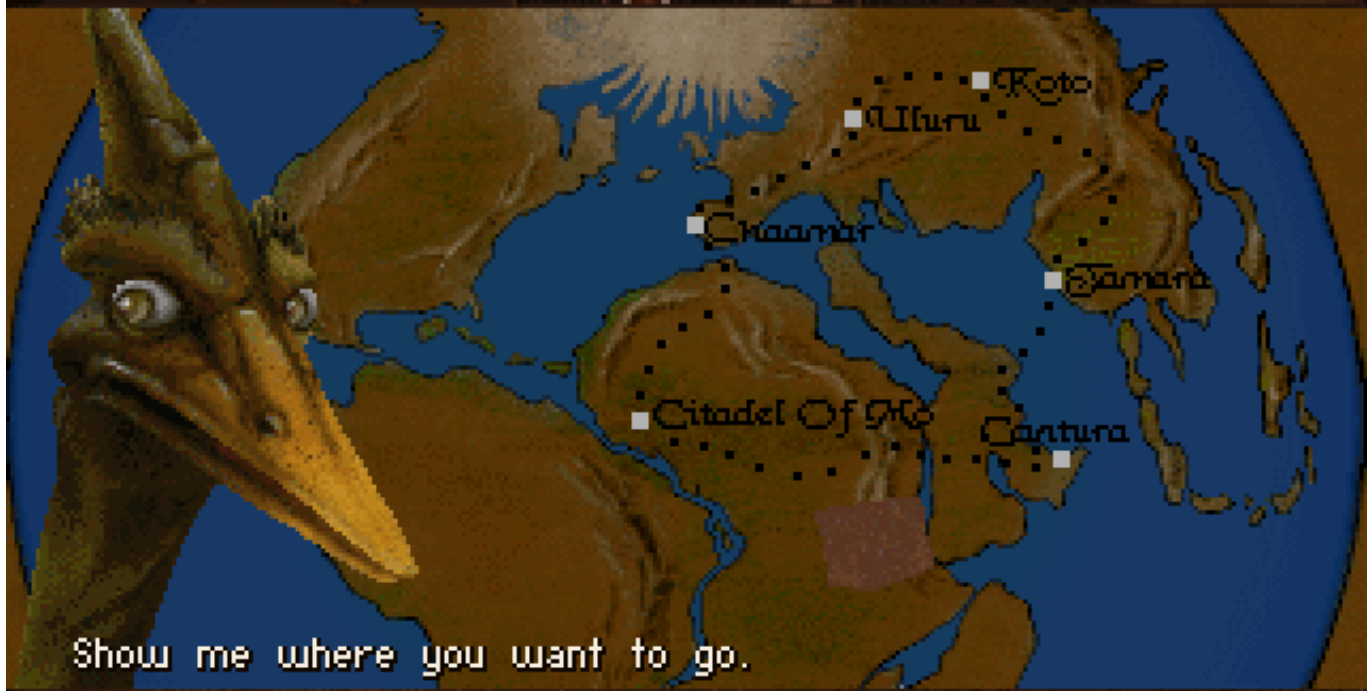 Koto
Uluru
Chaamar
Tamara
Citadel Of Mo
Cantura
Show me where you want to go.